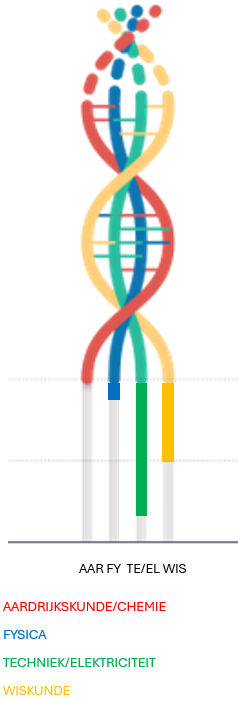 AAR FY TE/EL WIS
AARDRIJKSKUNDE/CHEMIE
FYSICA
TECHNIEK/ELEKTRICITEIT
WISKUNDE